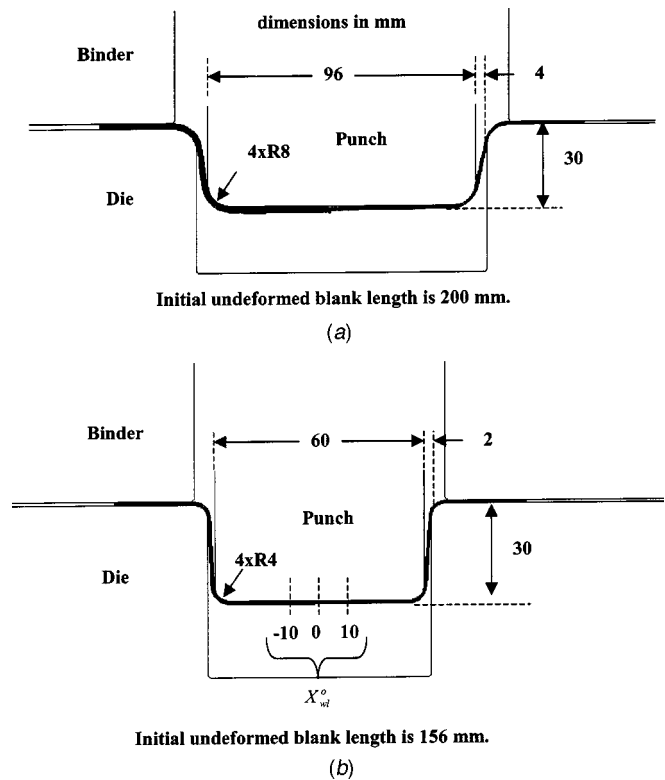 dimensions in mm
Binder
96
4
4xR8
Punch
30
Die
Initial undeformed blank length is 200 mm.
(a)
Binder
60
2
Punch
4xR4
30
Die
-10 0 10
X^o_wl
Initial undeformed blank length is 156 mm.
(b)